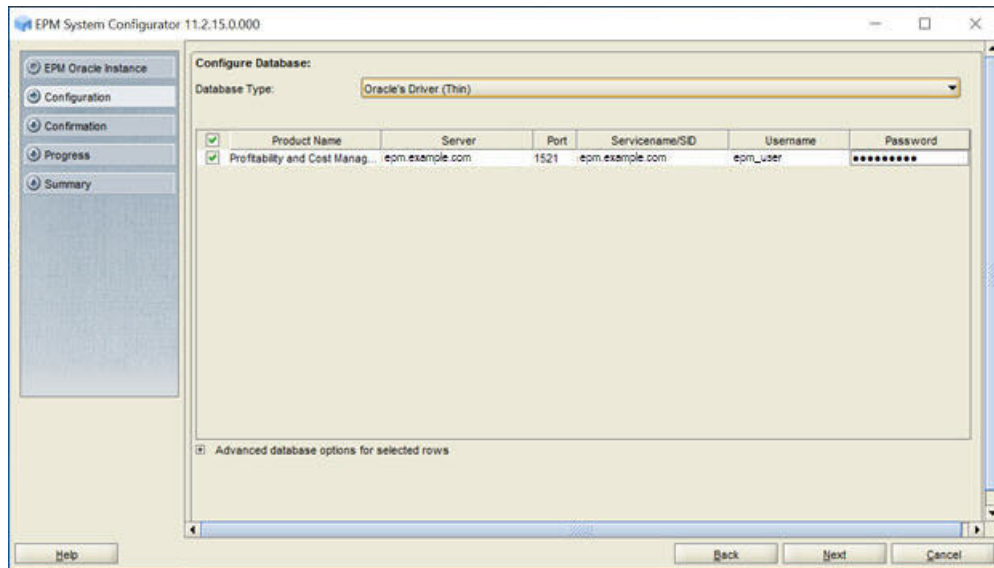 EPM System Configurator 11.2.15.0.000
EPM Oracle Instance
Configuration
Confirmation
Progress
Summary
Configure Database:
Database Type: Oracle's Driver (Thin)
Product Name Server Port Servicename/SID Username Password
Profitability and Cost Manag... epm.example.com 1521 epm.example.com epm_user •••••••••
Advanced database options for selected rows
Help Back Next Cancel